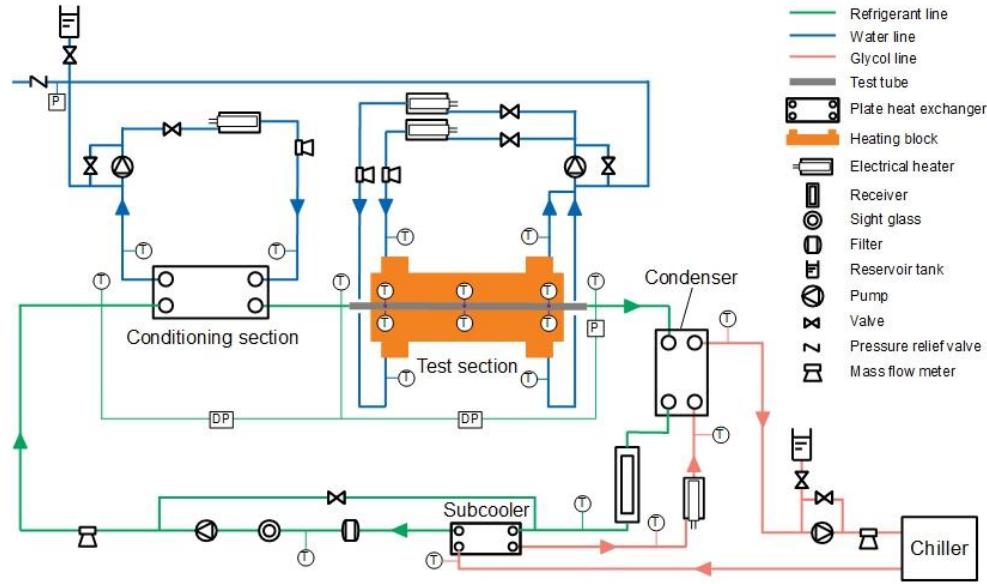 Refrigerant line
Water line
Glycol line
Test tube
Plate heat exchanger
Heating block
Electrical heater
Receiver
Sight glass
Filter
Reservoir tank
Pump
Valve
Pressure relief valve
Mass flow meter
P
T
T
T
T
T
T
T
T
T
T
T
T
T
P
Conditioning section
Test section
T
T
Condenser
T
DP
DP
T
Subcooler
T
T
T
T
Chiller